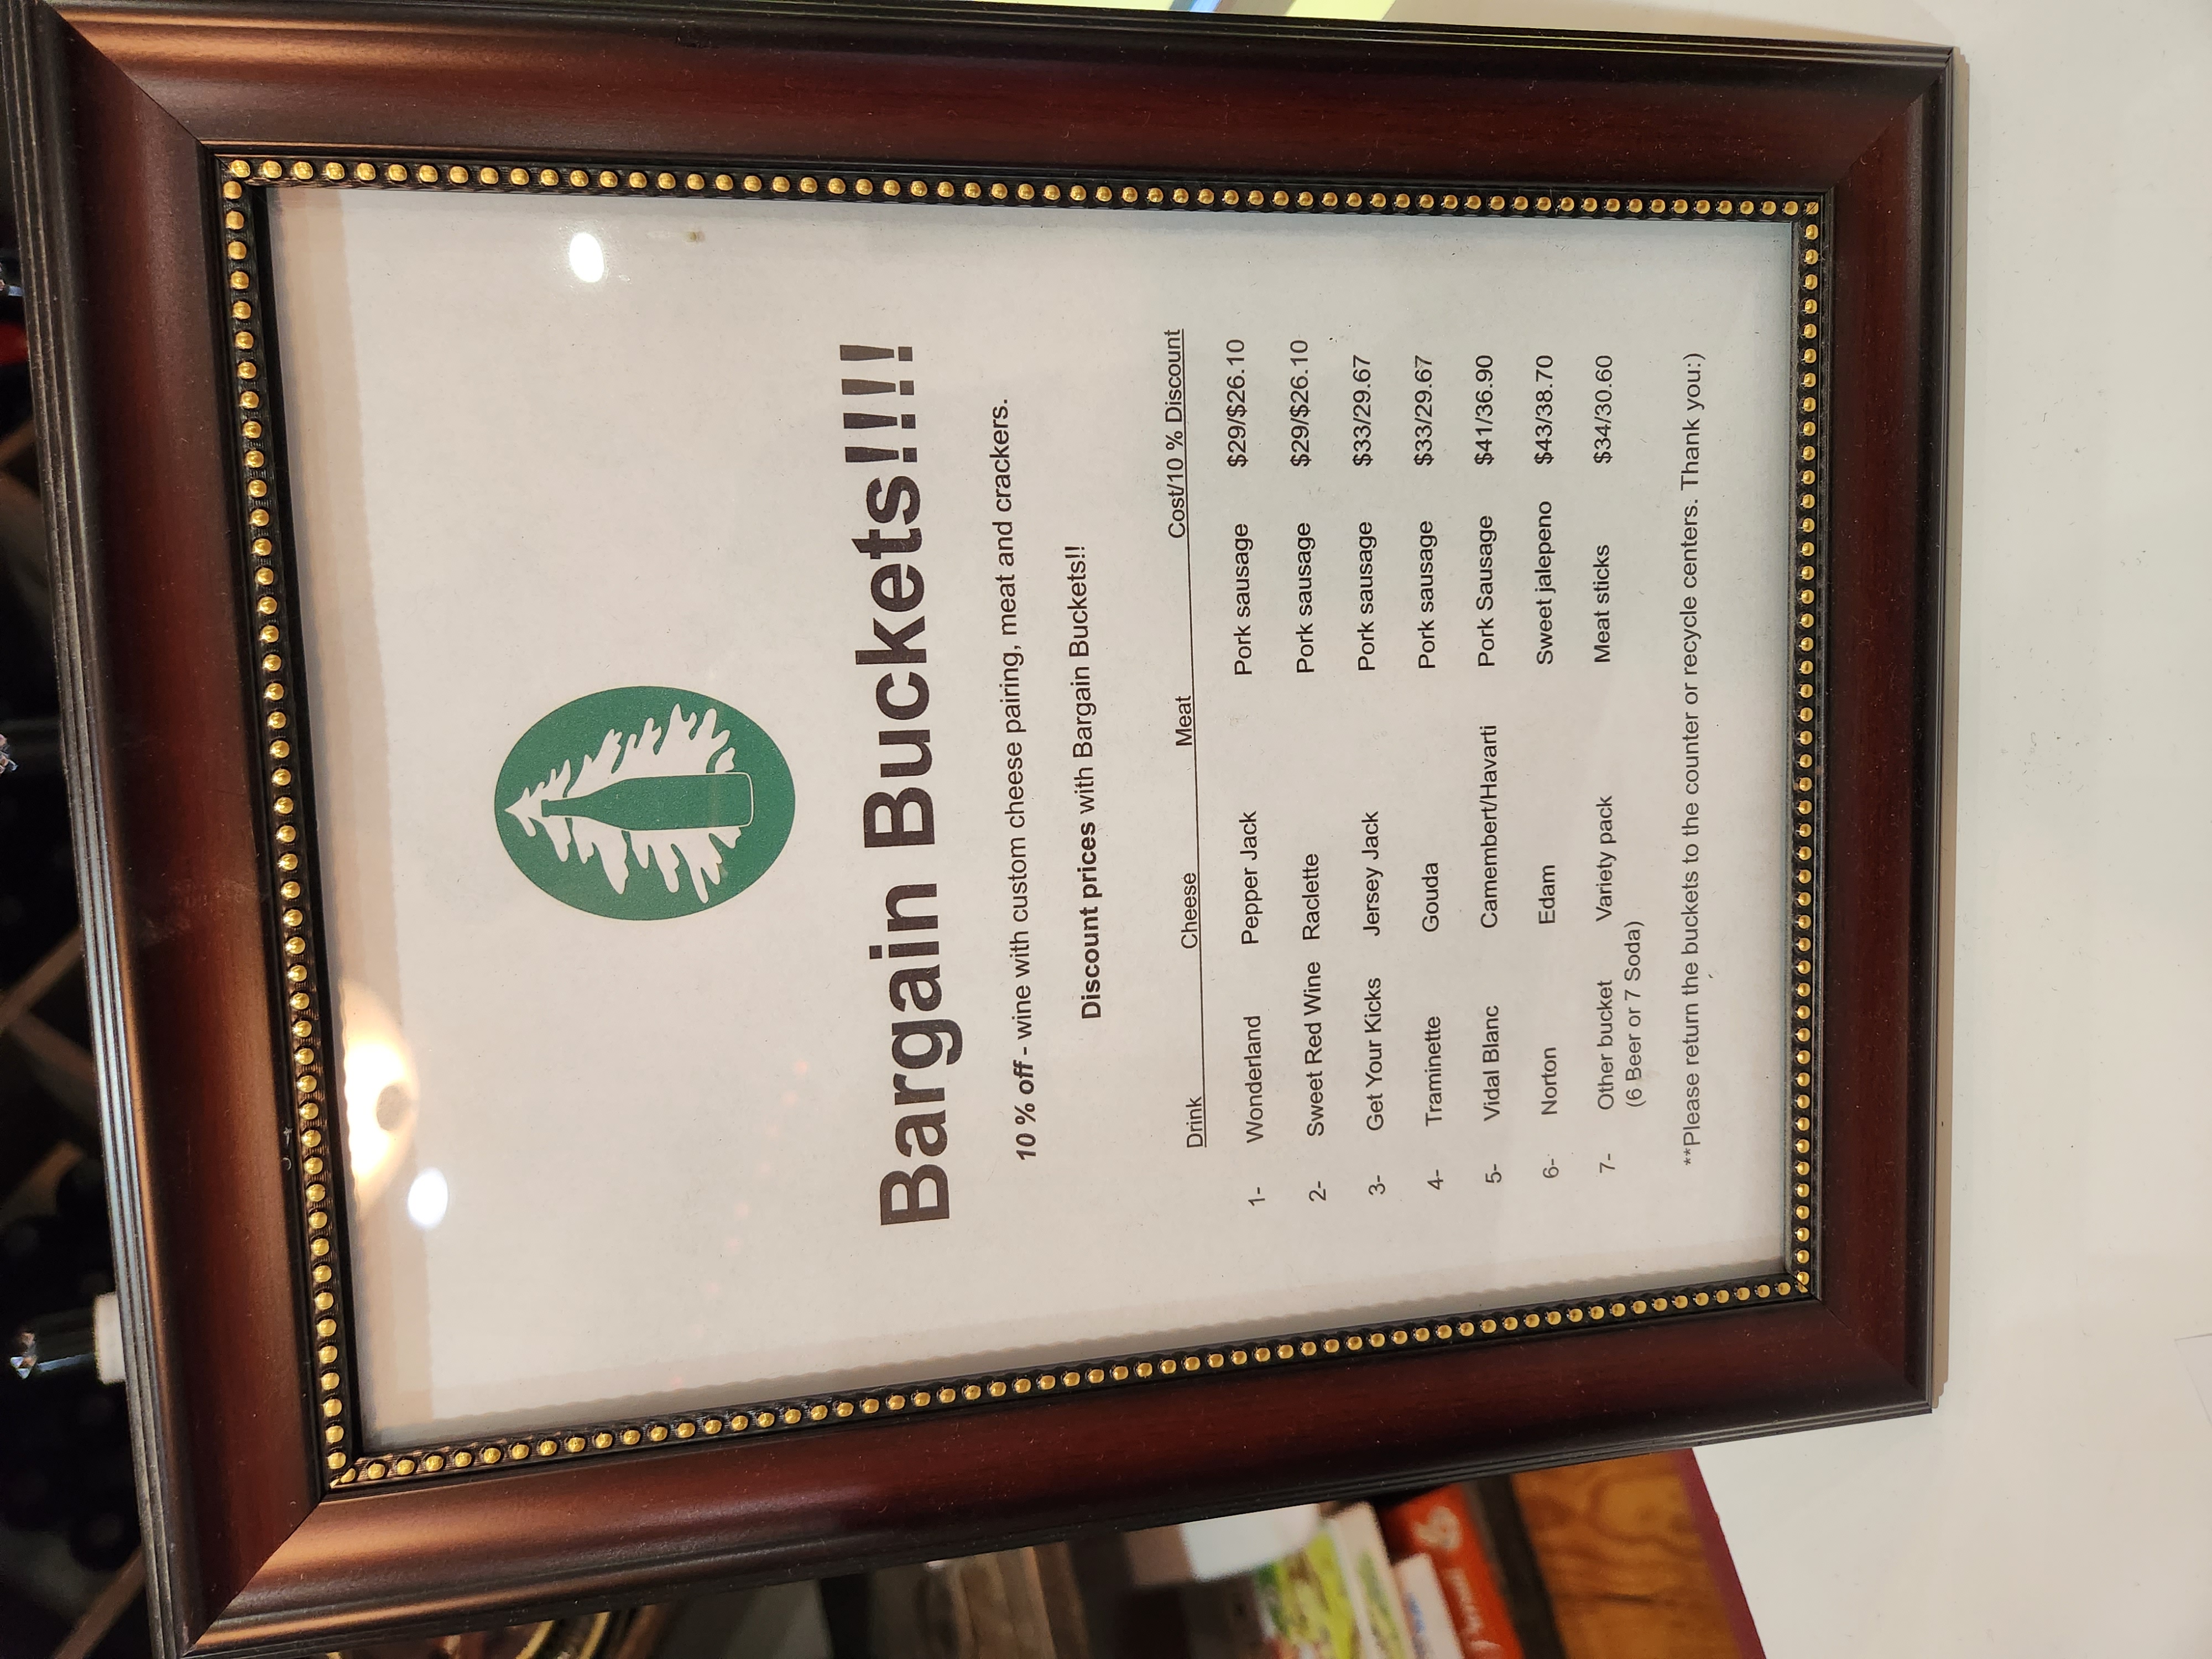 Bargain Buckets!!!!
10 % off - wine with custom cheese pairing, meat and crackers.
Discount prices with Bargain Buckets!!
Drink Cheese Meat Cost/10 % Discount
1- Wonderland Pepper Jack Pork sausage $29/$26.10
2- Sweet Red Wine Raclette Pork sausage $29/$26.10
3- Get Your Kicks Jersey Jack Pork sausage $33/29.67
4- Traminette Gouda Pork sausage $33/29.67
5- Vidal Blanc Camembert/Havarti Pork Sausage $41/36.90
6- Norton Edam Sweet jalepeno $43/38.70
7- Other bucket Variety pack Meat sticks $34/30.60
(6 Beer or 7 Soda)
**Please return the buckets to the counter or recycle centers. Thank you:)